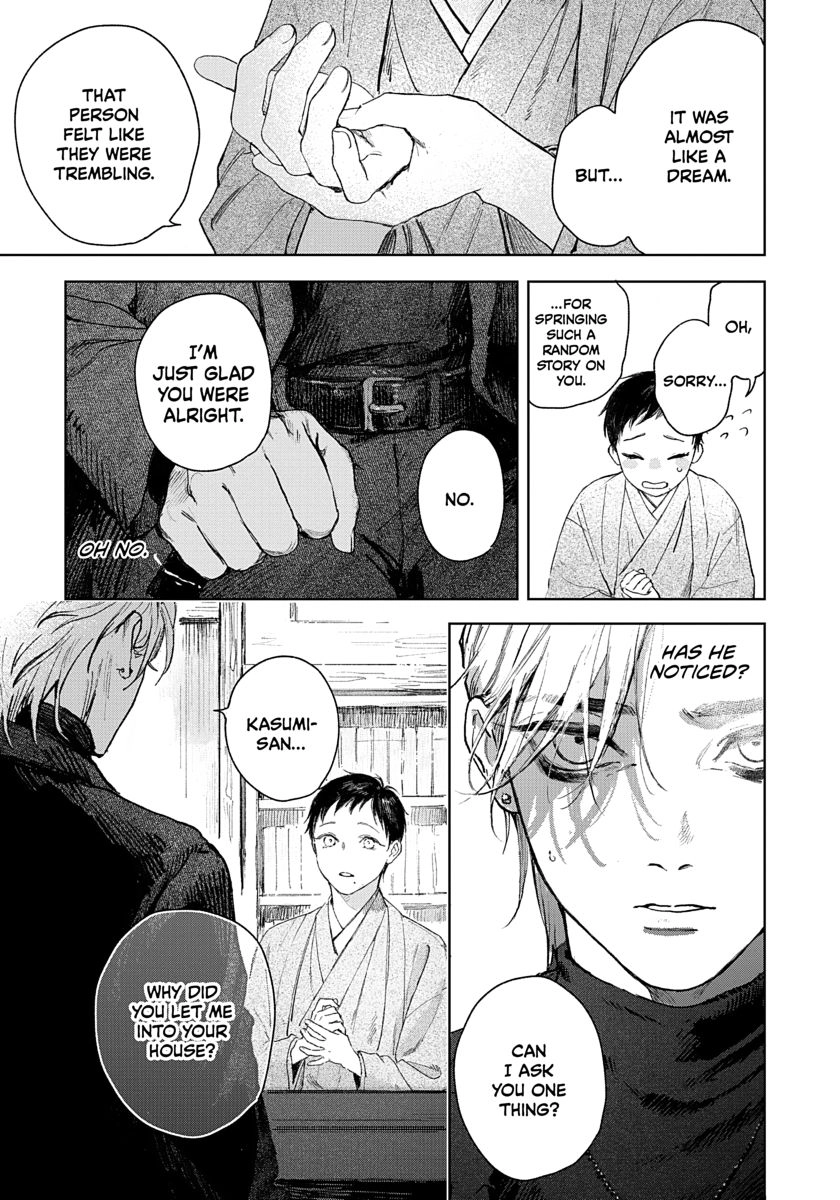 IT WAS
ALMOST
LIKE A
DREAM.
BUT...
THAT
PERSON
FELT LIKE
THEY WERE
TREMBLING.
OH,
SORRY...
...FOR
SPRINGING
SUCH A
RANDOM
STORY ON
YOU.
NO.
I'M
JUST GLAD
YOU WERE
ALRIGHT.
OH NO.
HAS HE
NOTICED?
CAN
I ASK
YOU ONE
THING?
KASUMI-
SAN...
WHY DID
YOU LET ME
INTO YOUR
HOUSE?